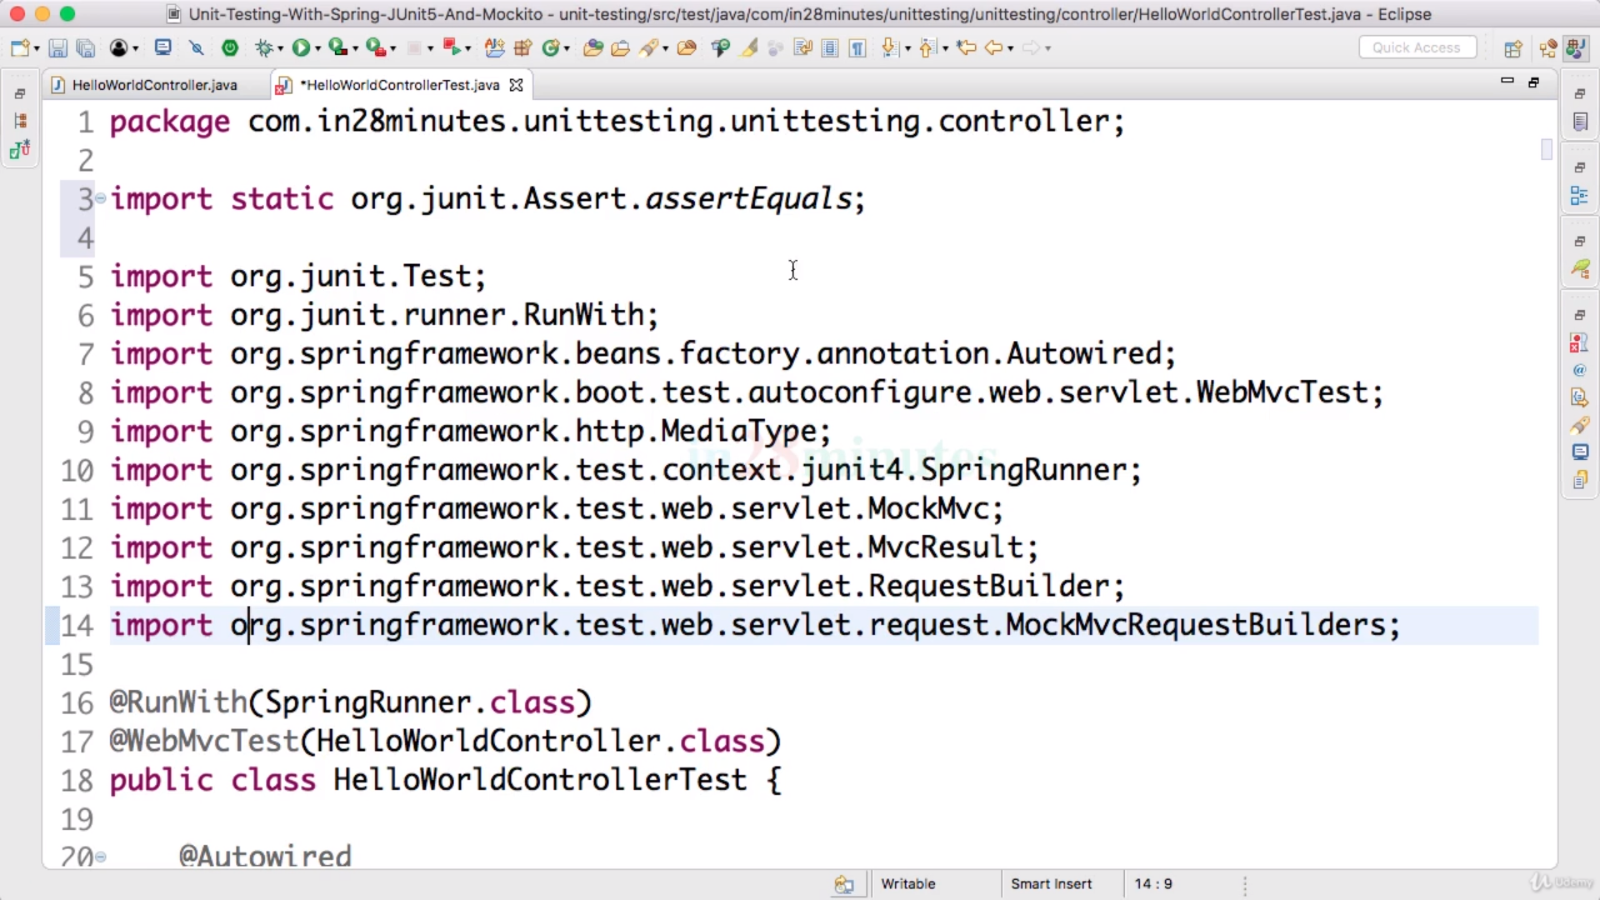 Unit-Testing-With-Spring-JUnit5-And-Mockito - unit-testing/src/test/java/com/in28minutes/unittesting/unittesting/controller/HelloWorldControllerTest.java - Eclipse
Quick Access
HelloWorldController.java
*HelloWorldControllerTest.java
1 package com.in28minutes.unittesting.unittesting.controller;
2
3 import static org.junit.Assert.assertEquals;
4
5 import org.junit.Test;
6 import org.junit.runner.RunWith;
7 import org.springframework.beans.factory.annotation.Autowired;
8 import org.springframework.boot.test.autoconfigure.web.servlet.WebMvcTest;
9 import org.springframework.http.MediaType;
in28minutes
10 import org.springframework.test.context.junit4.SpringRunner;
11 import org.springframework.test.web.servlet.MockMvc;
12 import org.springframework.test.web.servlet.MvcResult;
13 import org.springframework.test.web.servlet.RequestBuilder;
14 import org.springframework.test.web.servlet.request.MockMvcRequestBuilders;
15
16 @RunWith(SpringRunner.class)
17 @WebMvcTest(HelloWorldController.class)
18 public class HelloWorldControllerTest {
19
20 @Autowired
Writable
Smart Insert
14 : 9
Udemy